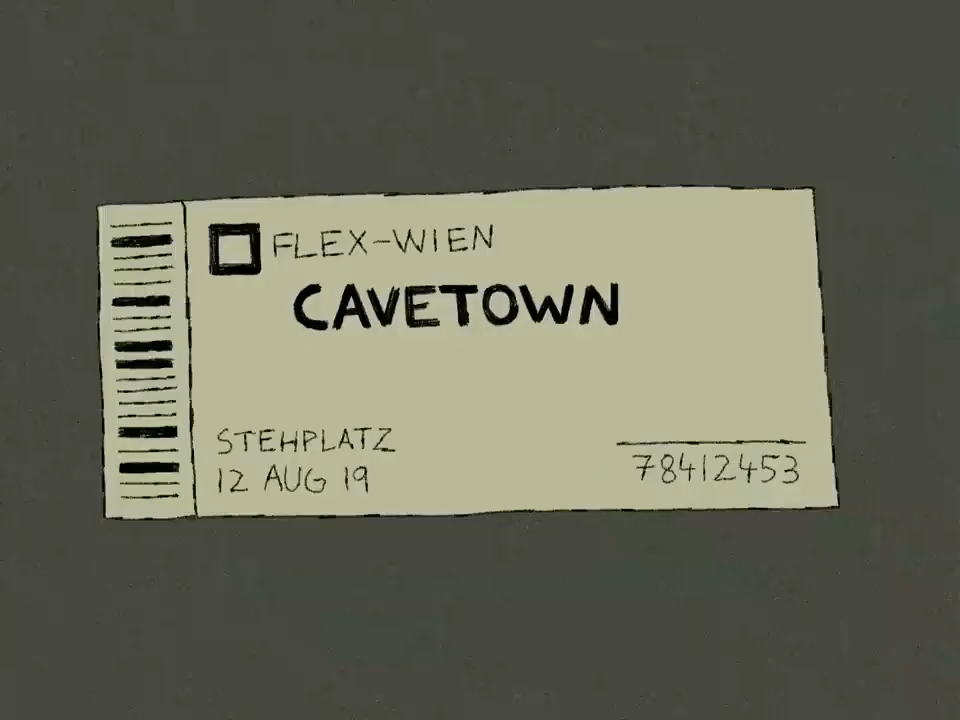 FLEX-WIEN
CAVETOWN
STEHPLATZ
12 AUG 19
78412453